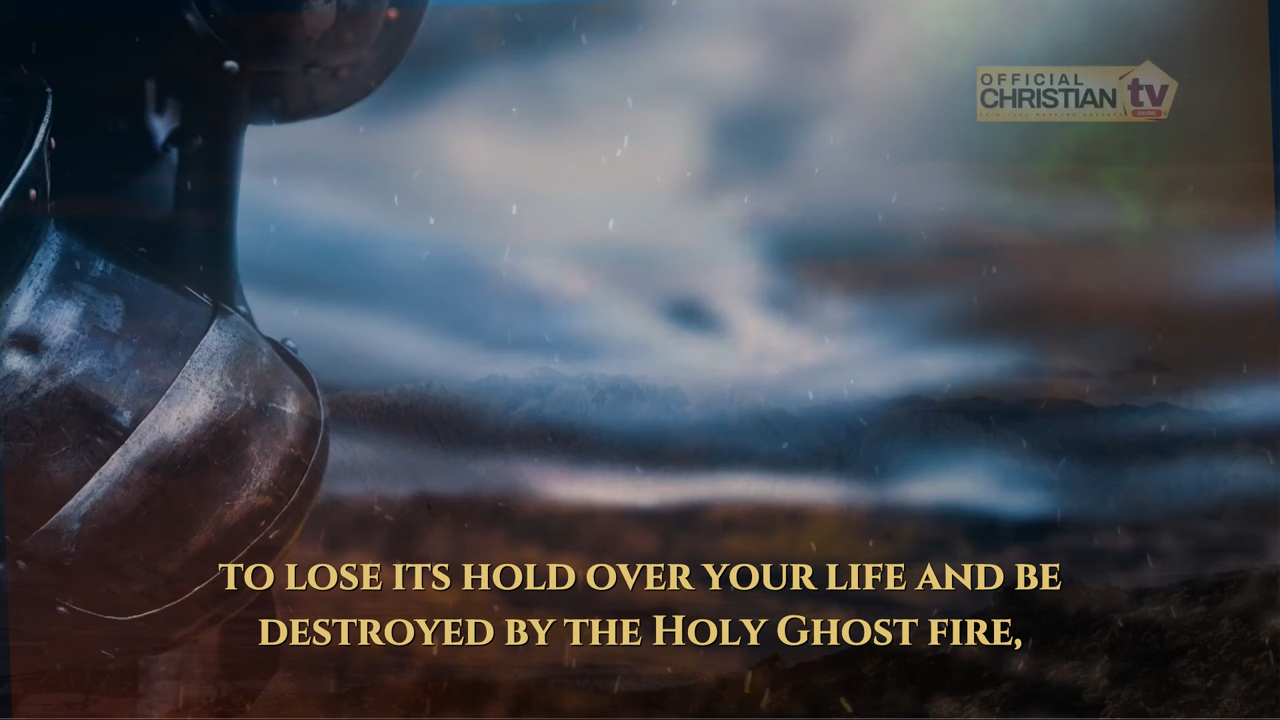 OFFICIAL
CHRISTIAN tv
TO LOSE ITS HOLD OVER YOUR LIFE AND BE
DESTROYED BY THE HOLY GHOST FIRE,